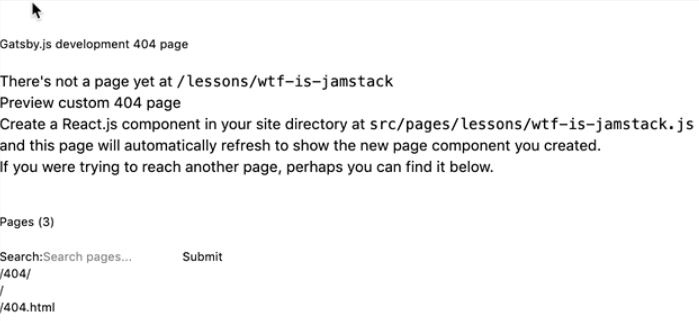 Gatsby.js development 404 page
There's not a page yet at /lessons/wtf-is-jamstack
Preview custom 404 page
Create a React.js component in your site directory at src/pages/lessons/wtf-is-jamstack.js
and this page will automatically refresh to show the new page component you created.
If you were trying to reach another page, perhaps you can find it below.
Pages (3)
Search:Search pages... Submit
/404/
/
/404.html